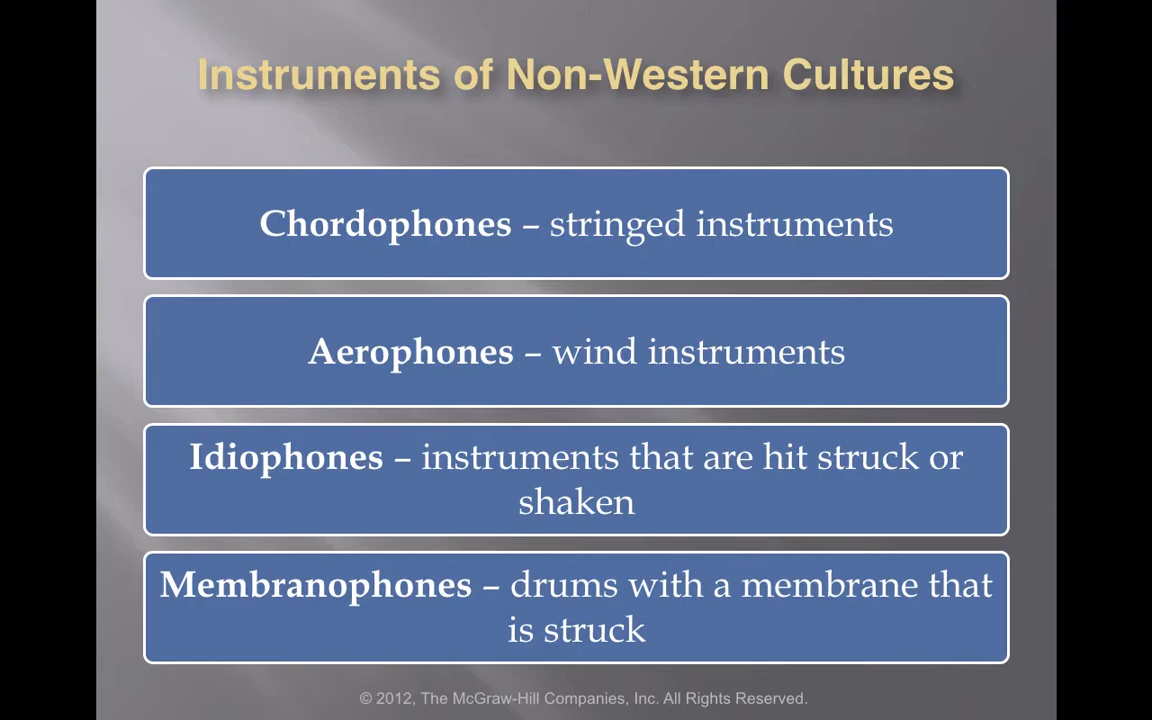 Instruments of Non-Western Cultures
Chordophones – stringed instruments
Aerophones – wind instruments
Idiophones – instruments that are hit struck or
shaken
Membranophones – drums with a membrane that
is struck
© 2012, The McGraw-Hill Companies, Inc. All Rights Reserved.